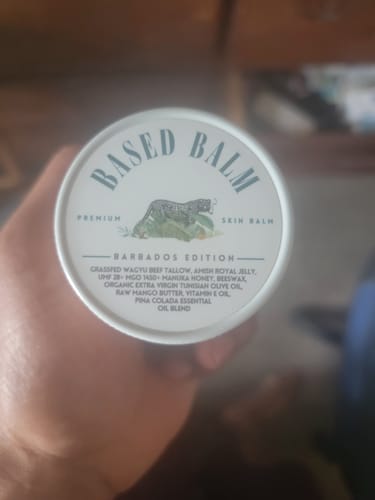 BASED BALM
PREMIUM SKIN BALM
BARBADOS EDITION
GRASSFED WAGYU BEEF TALLOW, AMISH ROYAL JELLY,
UMF 28+ MGO 1450+ MANUKA HONEY, BEESWAX,
ORGANIC EXTRA VIRGIN TUNISIAN OLIVE OIL,
RAW MANGO BUTTER, VITAMIN E OIL,
PINA COLADA ESSENTIAL
OIL BLEND